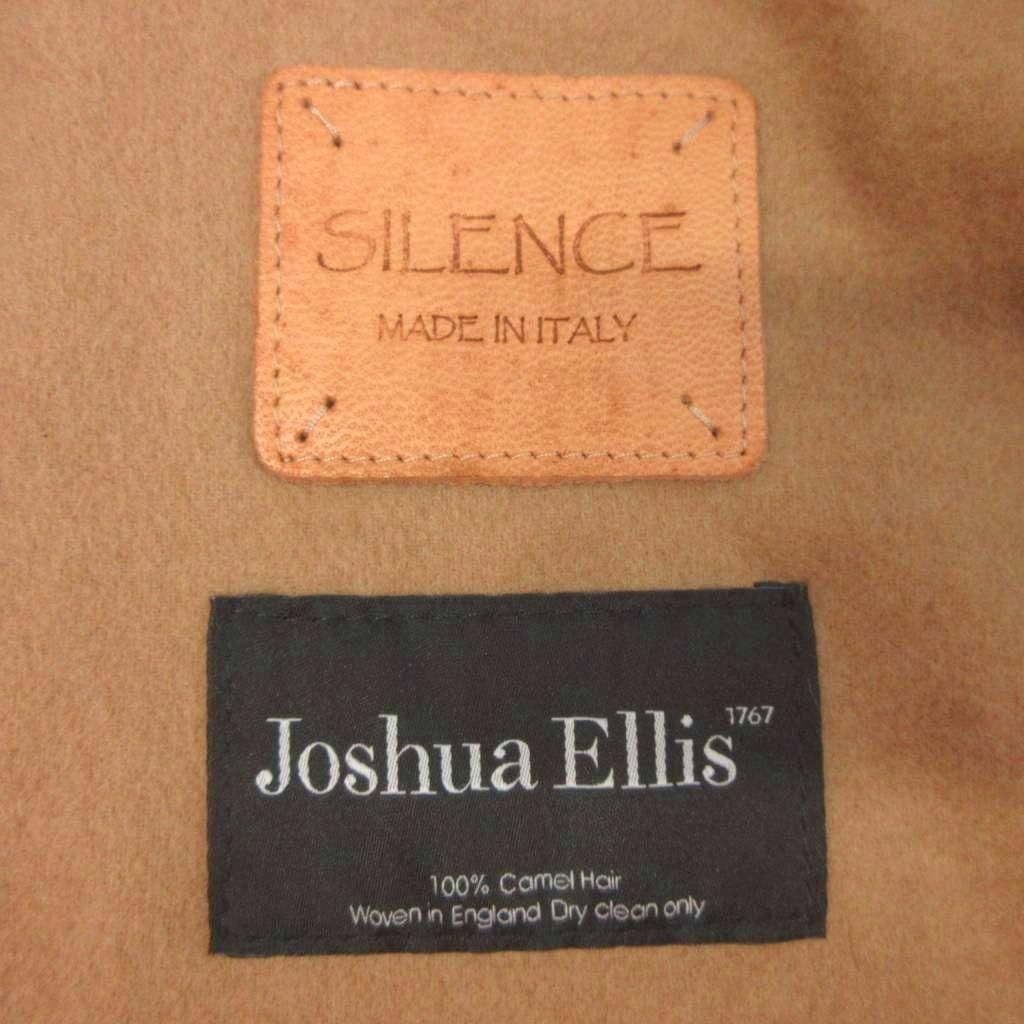 SILENCE
MADE IN ITALY
Joshua Ellis 1767
100% Camel Hair
Woven in England Dry clean only